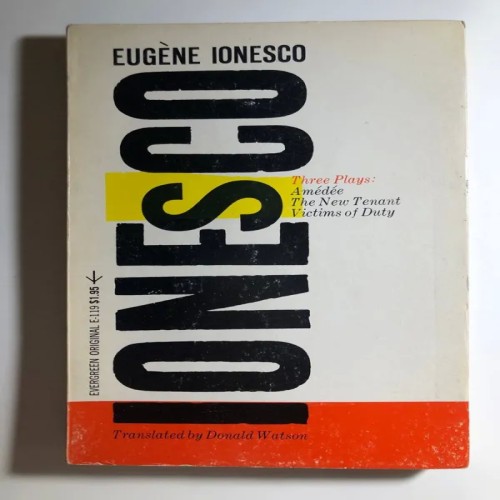 EUGÈNE IONESCO
IONESCO
Three Plays:
Amédée
The New Tenant
Victims of Duty
EVERGREEN ORIGINAL E-119 $1.95
Translated by Donald Watson